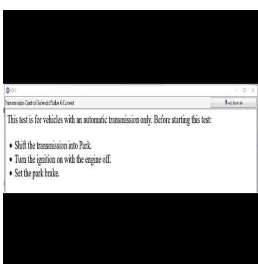 Transmission Control Solenoid Valve 6 Current
This test is for vehicles with an automatic transmission only. Before starting this test:
• Shift the transmission into Park.
• Turn the ignition on with the engine off.
• Set the park brake.